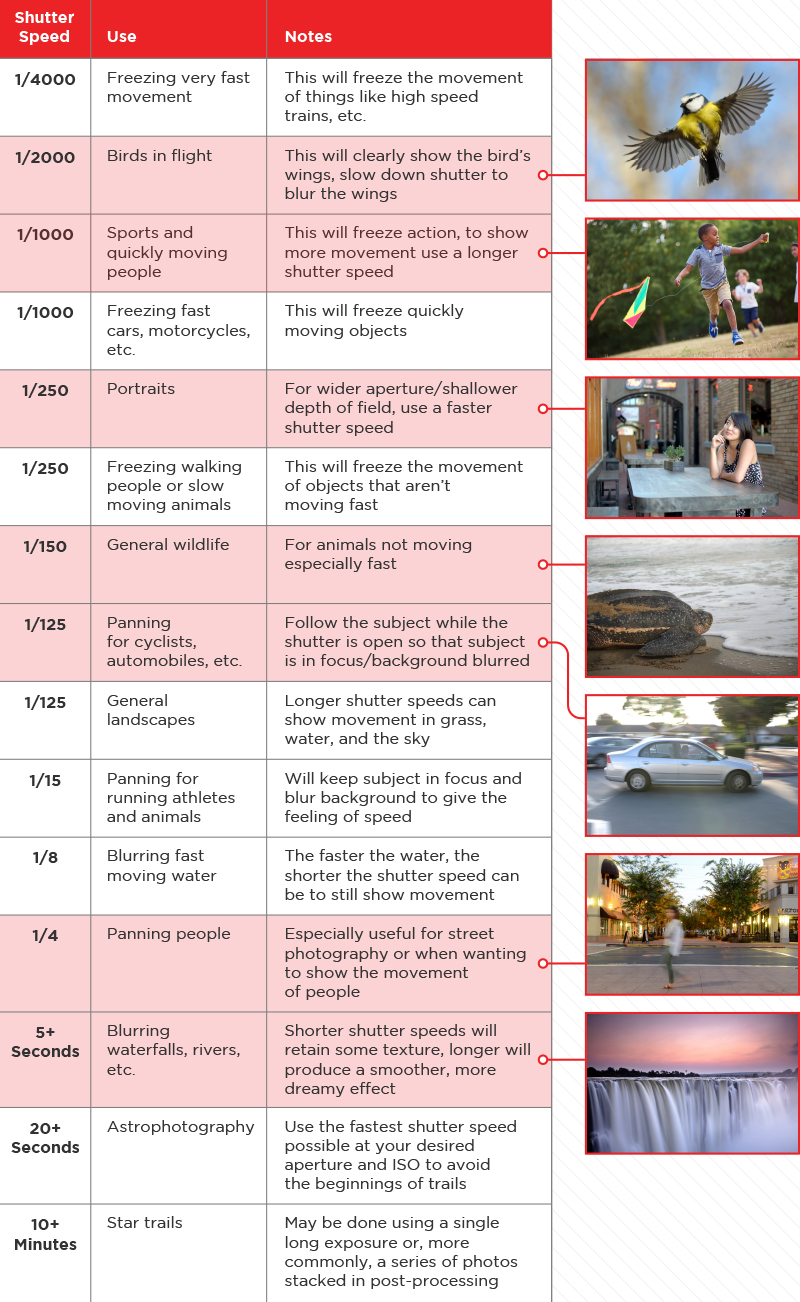 Shutter
Speed
Use
Notes
1/4000
Freezing very fast
movement
This will freeze the movement
of things like high speed
trains, etc.
1/2000
Birds in flight
This will clearly show the bird's
wings, slow down shutter to
blur the wings
1/1000
Sports and
quickly moving
people
This will freeze action, to show
more movement use a longer
shutter speed
1/1000
Freezing fast
cars, motorcycles,
etc.
This will freeze quickly
moving objects
1/250
Portraits
For wider aperture/shallower
depth of field, use a faster
shutter speed
1/250
Freezing walking
people or slow
moving animals
This will freeze the movement
of objects that aren't
moving fast
1/150
General wildlife
For animals not moving
especially fast
1/125
Panning
for cyclists,
automobiles, etc.
Follow the subject while the
shutter is open so that subject
is in focus/background blurred
1/125
General
landscapes
Longer shutter speeds can
show movement in grass,
water, and the sky
1/15
Panning for
running athletes
and animals
Will keep subject in focus and
blur background to give the
feeling of speed
1/8
Blurring fast
moving water
The faster the water, the
shorter the shutter speed can
be to still show movement
1/4
Panning people
Especially useful for street
photography or when wanting
to show the movement
of people
5+
Seconds
Blurring
waterfalls, rivers,
etc.
Shorter shutter speeds will
retain some texture, longer will
produce a smoother, more
dreamy effect
20+
Seconds
Astrophotography
Use the fastest shutter speed
possible at your desired
aperture and ISO to avoid
the beginnings of trails
10+
Minutes
Star trails
May be done using a single
long exposure or, more
commonly, a series of photos
stacked in post-processing